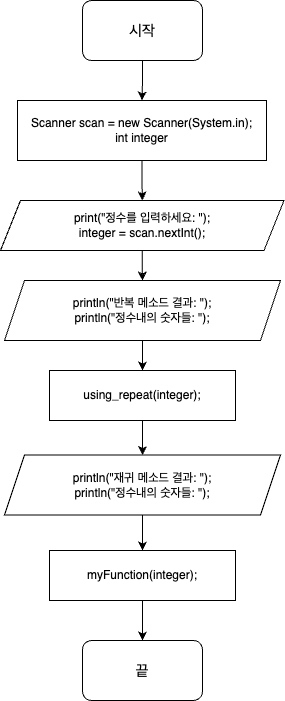 시작
Scanner scan = new Scanner(System.in);
int integer
print("정수를 입력하세요: ");
integer = scan.nextInt();
println("반복 메소드 결과: ");
println("정수내의 숫자들: ");
using_repeat(integer);
println("재귀 메소드 결과: ");
println("정수내의 숫자들: ");
myFunction(integer);
끝